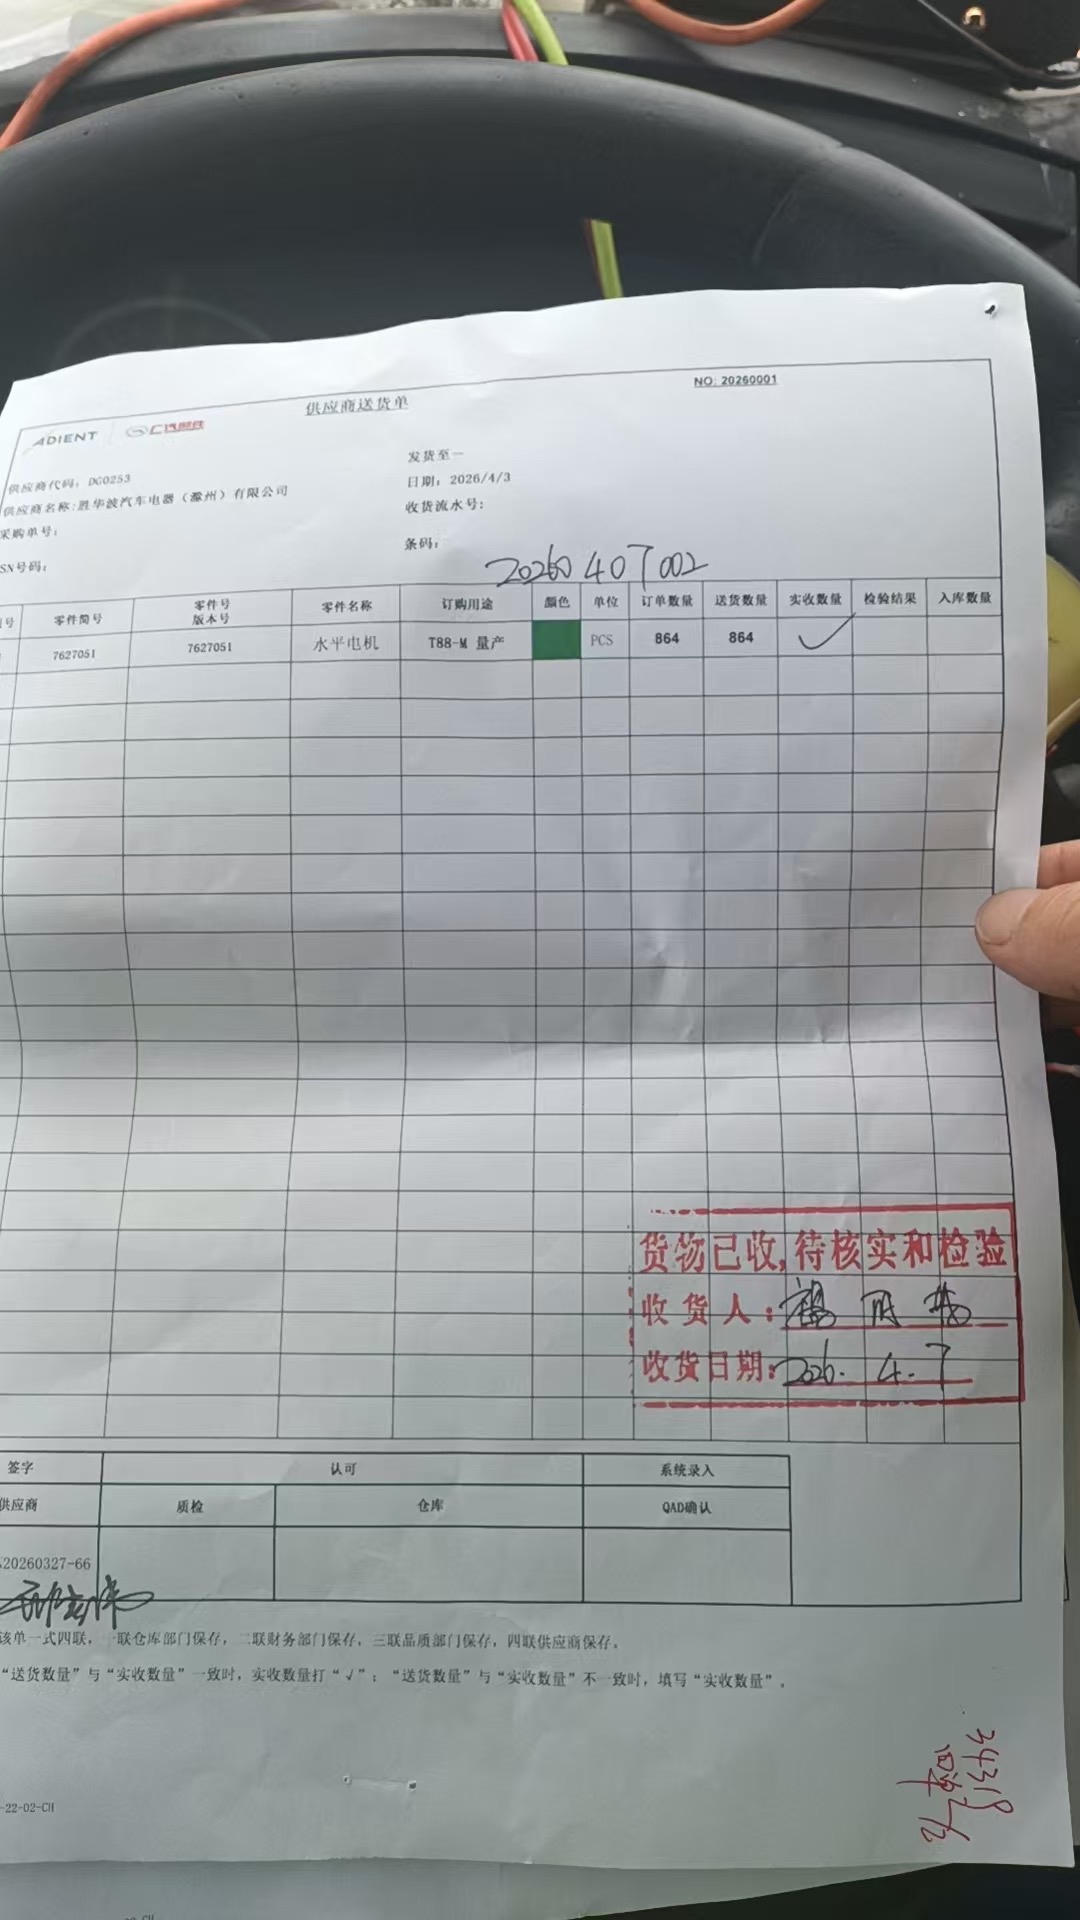 NO: 20260001
供应商送货单
ADIENT 广汽部件
供应商代码: DG0253
发货至一
供应商名称:胜华波汽车电器(滁州)有限公司
日期: 2026/4/3
采购单号:
收货流水号:
SN号码:
条码:
20260407002
号 零件简号 零件号 版本号 零件名称 订购用途 颜色 单位 订单数量 送货数量 实收数量 检验结果 入库数量
7627051 7627051 水平电机 T88-M 量产 PCS 864 864 ✓
货物已收,待核实和检验
收货人:
收货日期:2026.4.7
签字 认可 系统录入
供应商 质检 仓库 QAD确认
20260327-66
该单一式四联, 一联仓库部门保存, 二联财务部门保存, 三联品质部门保存, 四联供应商保存。
“送货数量”与“实收数量”一致时, 实收数量打“√”; “送货数量”与“实收数量”不一致时, 填写“实收数量”。
34318
-22-02-CH